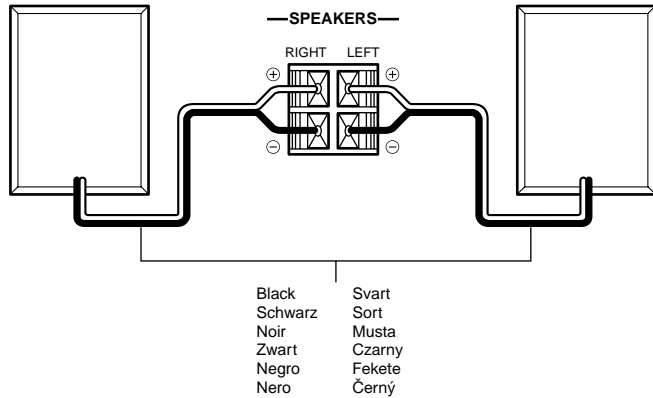 SPEAKERS
RIGHT LEFT
+ +
− −
Black Svart
Schwarz Sort
Noir Musta
Zwart Czarny
Negro Fekete
Nero Černý